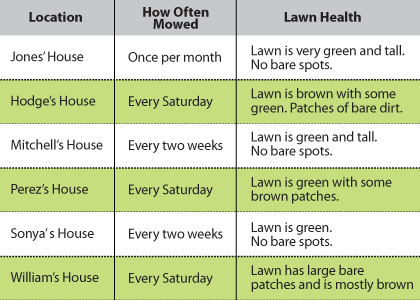 Location How Often Mowed Lawn Health
Jones' House Once per month Lawn is very green and tall.
No bare spots.
Hodge's House Every Saturday Lawn is brown with some
green. Patches of bare dirt.
Mitchell's House Every two weeks Lawn is green and tall.
No bare spots.
Perez's House Every Saturday Lawn is green with some
brown patches.
Sonya' s House Every two weeks Lawn is green.
No bare spots.
William's House Every Saturday Lawn has large bare
patches and is mostly brown